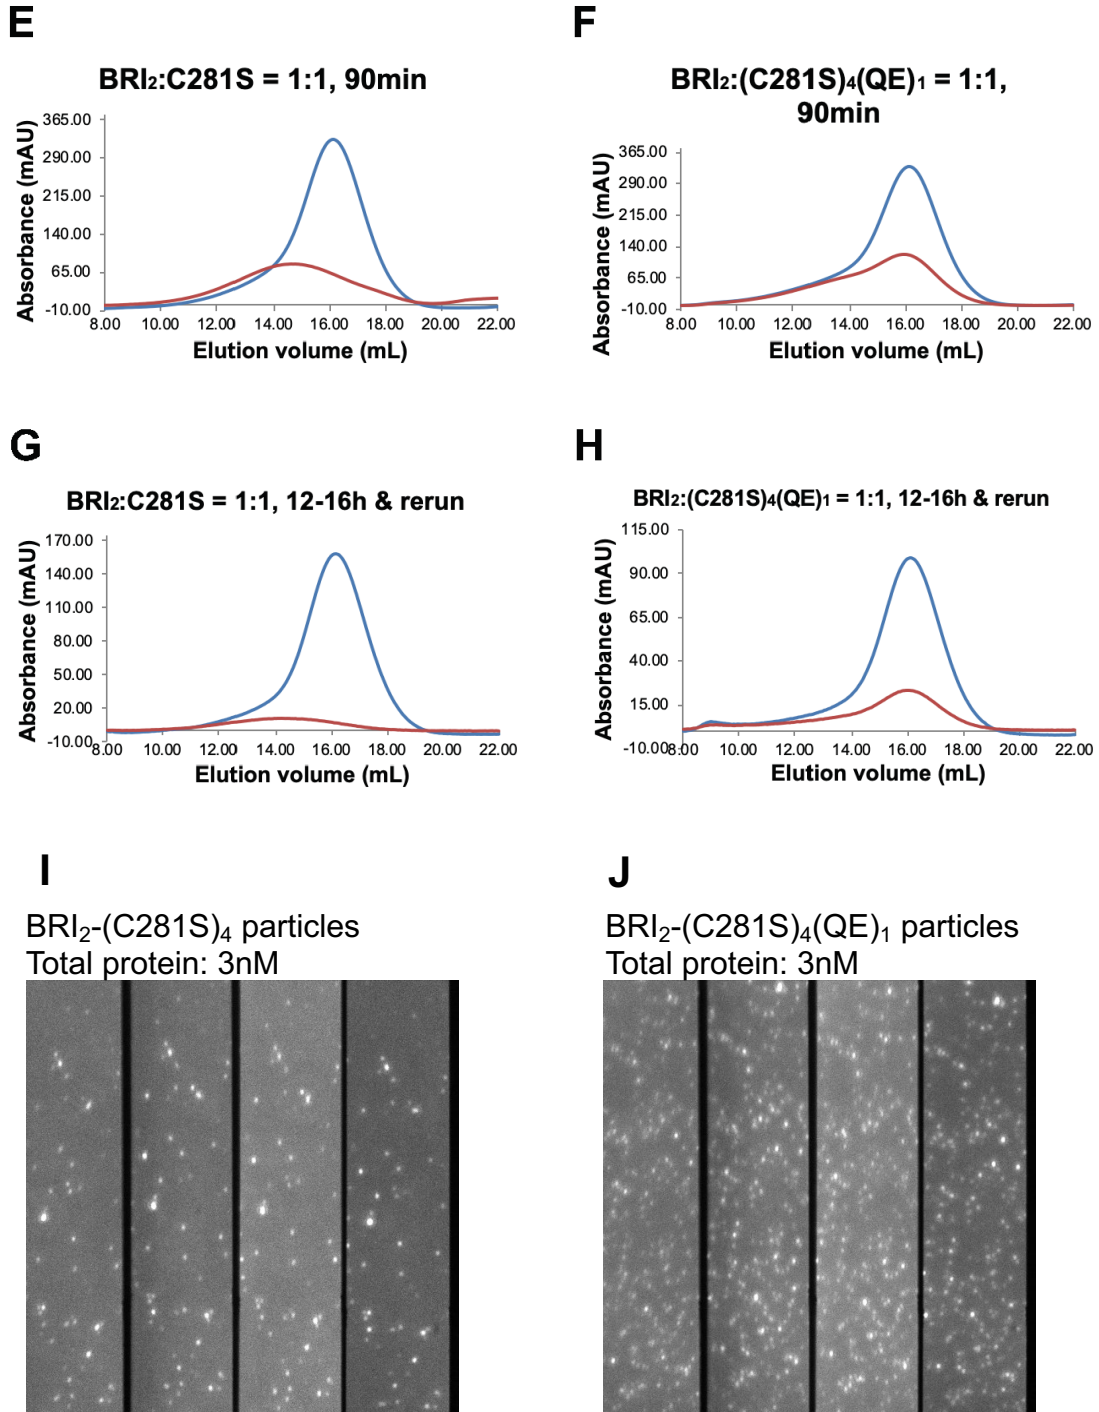 E
BRI₂:C281S = 1:1, 90min
Absorbance (mAU)
365.00
290.00
215.00
140.00
65.00
-10.00
8.00 10.00 12.00 14.00 16.00 18.00 20.00 22.00
Elution volume (mL)
F
BRI₂:(C281S)₄(QE)₁ = 1:1,
90min
Absorbance (mAU)
365.00
290.00
215.00
140.00
65.00
-10.00
8.00 10.00 12.00 14.00 16.00 18.00 20.00 22.00
Elution volume (mL)
G
BRI₂:C281S = 1:1, 12-16h & rerun
Absorbance (mAU)
170.00
140.00
110.00
80.00
50.00
20.00
-10.00
8.00 10.00 12.00 14.00 16.00 18.00 20.00 22.00
Elution volume (mL)
H
BRI₂:(C281S)₄(QE)₁ = 1:1, 12-16h & rerun
Absorbance (mAU)
115.00
90.00
65.00
40.00
15.00
-10.00
8.00 10.00 12.00 14.00 16.00 18.00 20.00 22.00
Elution volume (mL)
I
BRI₂-(C281S)₄ particles
Total protein: 3nM
J
BRI₂-(C281S)₄(QE)₁ particles
Total protein: 3nM